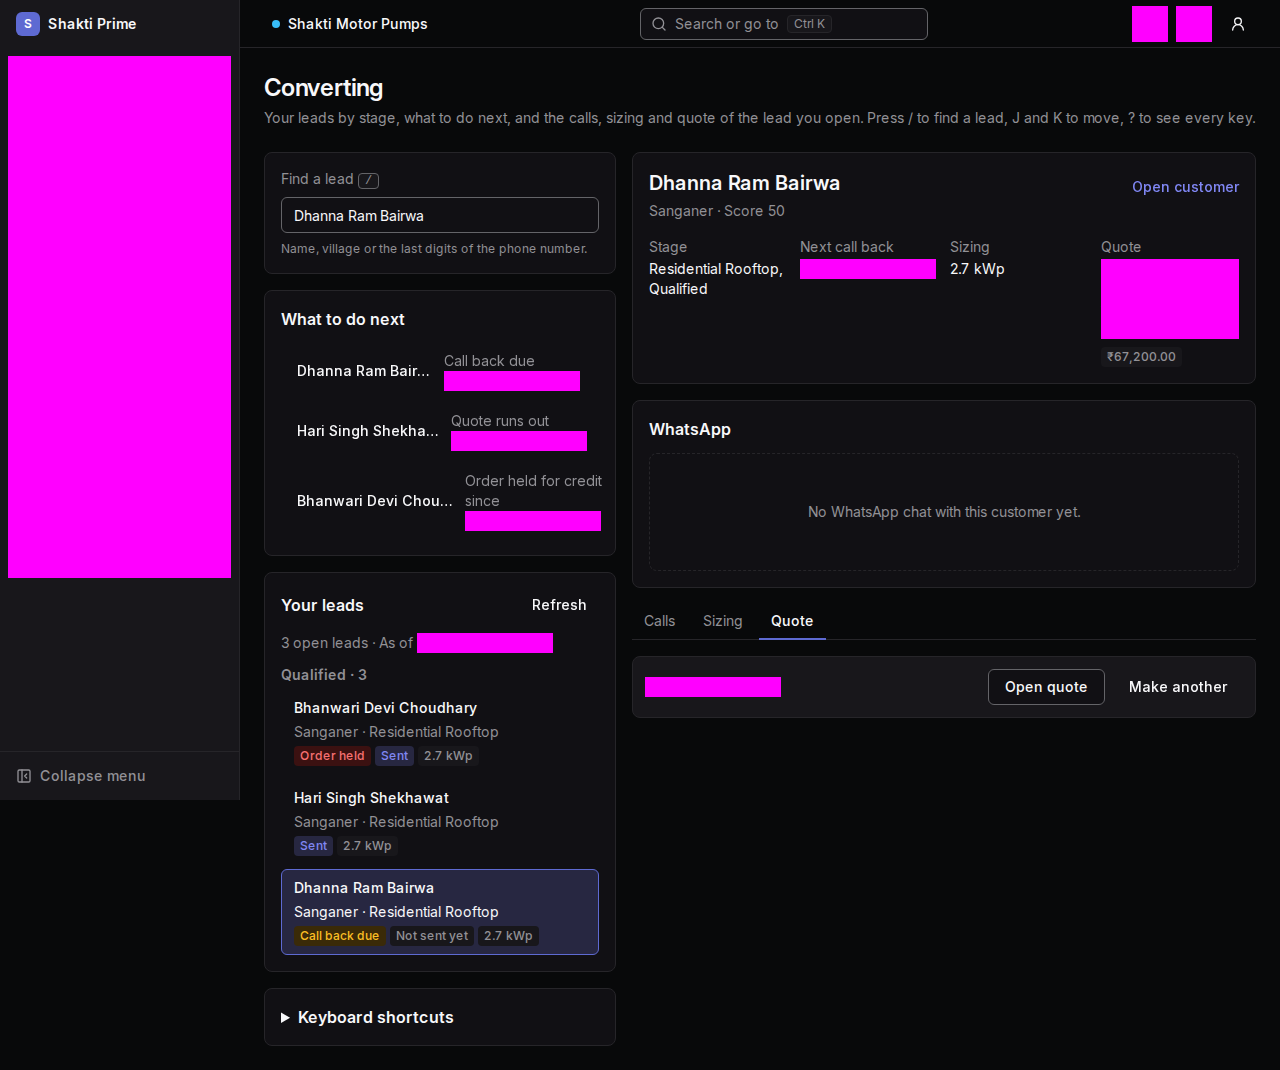 S Shakti Prime
Shakti Motor Pumps
Search or go to Ctrl K
Converting
Your leads by stage, what to do next, and the calls, sizing and quote of the lead you open. Press / to find a lead, J and K to move, ? to see every key.
Find a lead /
Dhanna Ram Bairwa
Name, village or the last digits of the phone number.
What to do next
Dhanna Ram Bair…
Call back due
Hari Singh Shekha…
Quote runs out
Bhanwari Devi Chou…
Order held for credit
since
Your leads
Refresh
3 open leads · As of
Qualified · 3
Bhanwari Devi Choudhary
Sanganer · Residential Rooftop
Order held Sent 2.7 kWp
Hari Singh Shekhawat
Sanganer · Residential Rooftop
Sent 2.7 kWp
Dhanna Ram Bairwa
Sanganer · Residential Rooftop
Call back due Not sent yet 2.7 kWp
Keyboard shortcuts
Dhanna Ram Bairwa
Open customer
Sanganer · Score 50
Stage
Residential Rooftop,
Qualified
Next call back
Sizing
2.7 kWp
Quote
₹67,200.00
WhatsApp
No WhatsApp chat with this customer yet.
Calls Sizing Quote
Open quote Make another
Collapse menu